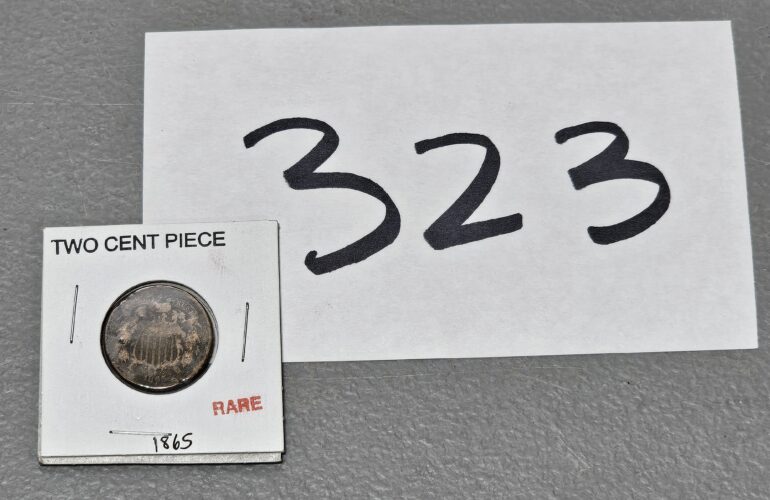 323
TWO CENT PIECE
RARE
1865